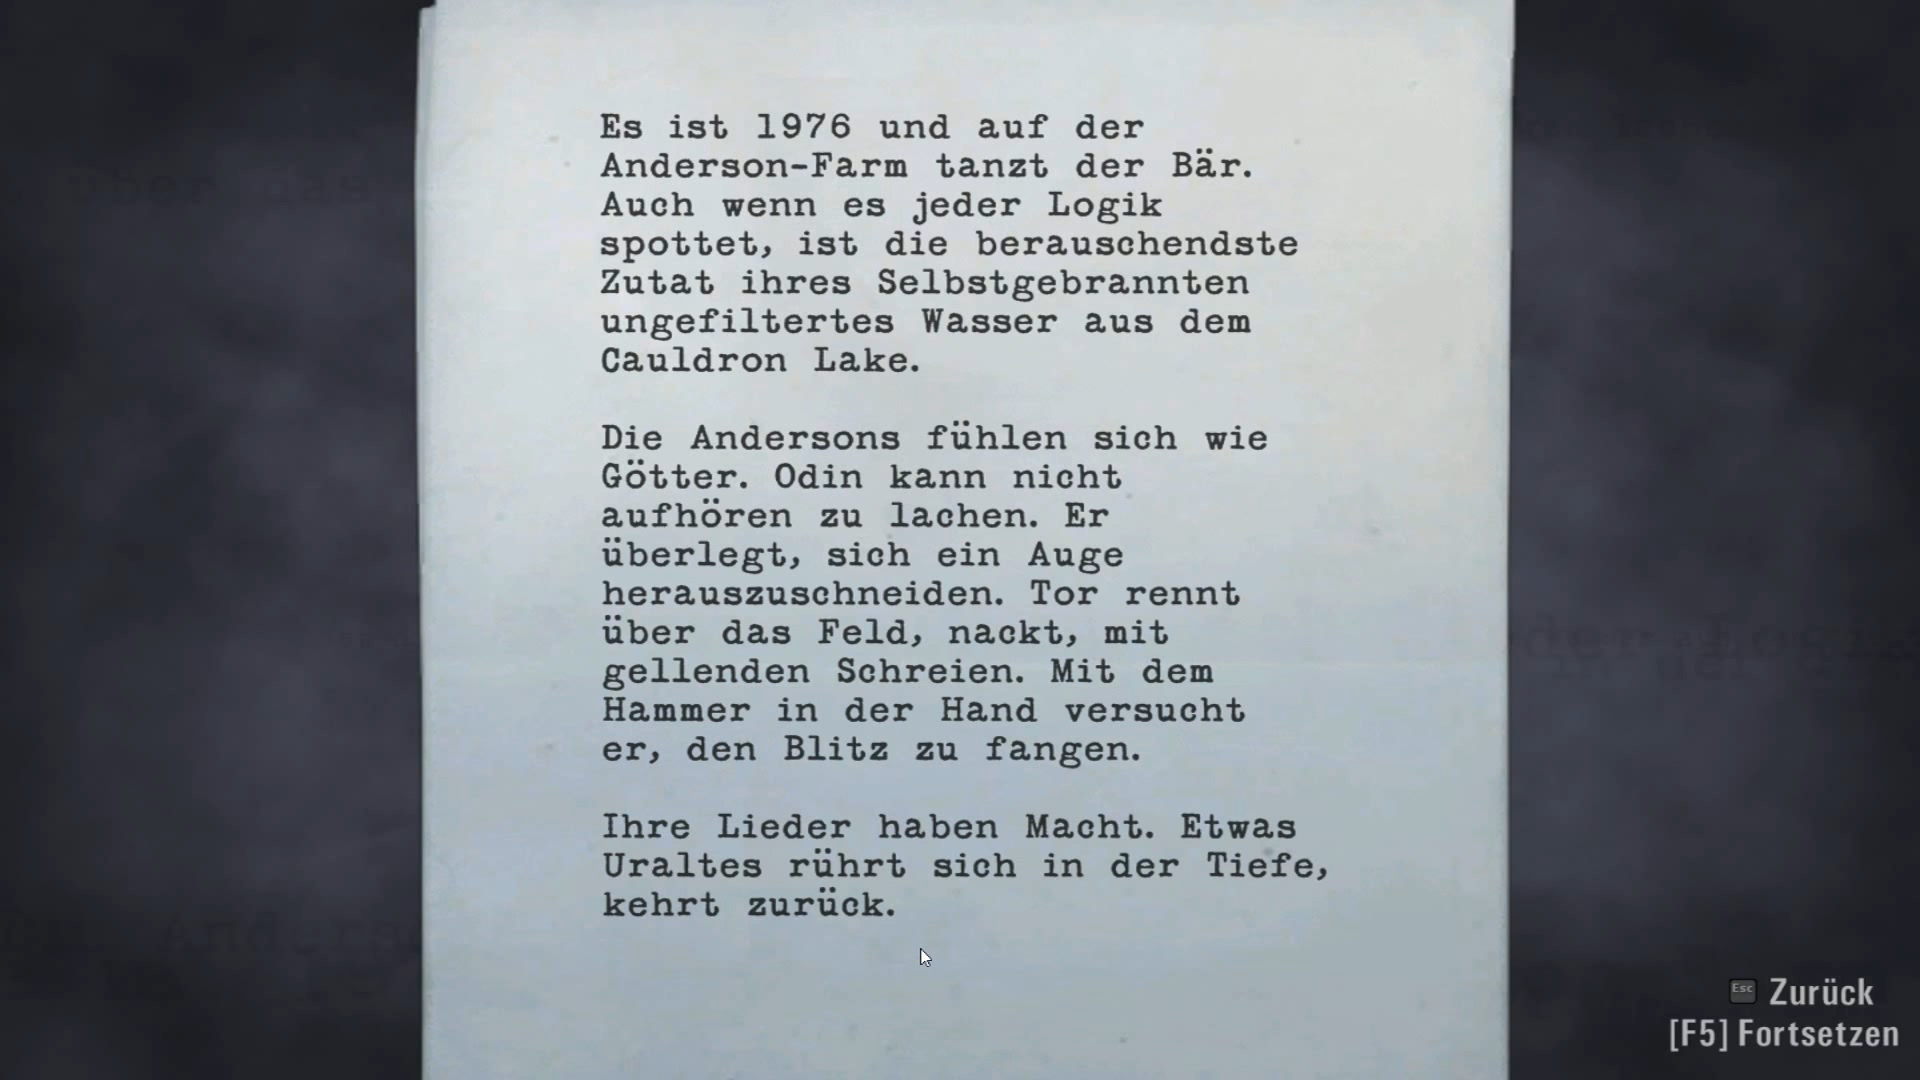 Es ist 1976 und auf der
Anderson-Farm tanzt der Bär.
Auch wenn es jeder Logik
spottet, ist die berauschendste
Zutat ihres Selbstgebrannten
ungefiltertes Wasser aus dem
Cauldron Lake.
Die Andersons fühlen sich wie
Götter. Odin kann nicht
aufhören zu lachen. Er
überlegt, sich ein Auge
herauszuschneiden. Tor rennt
über das Feld, nackt, mit
gellenden Schreien. Mit dem
Hammer in der Hand versucht
er, den Blitz zu fangen.
Ihre Lieder haben Macht. Etwas
Uraltes rührt sich in der Tiefe,
kehrt zurück.
Esc Zurück
[F5] Fortsetzen